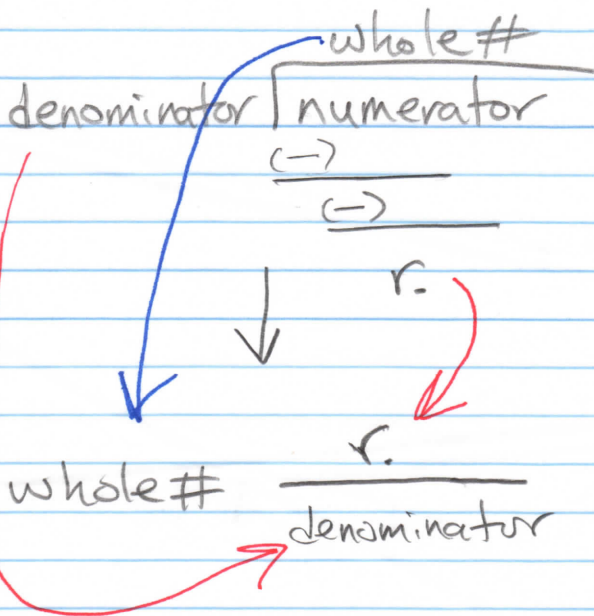 whole#
denominator numerator
(-)
(-)
r.
r.
whole#
denominator